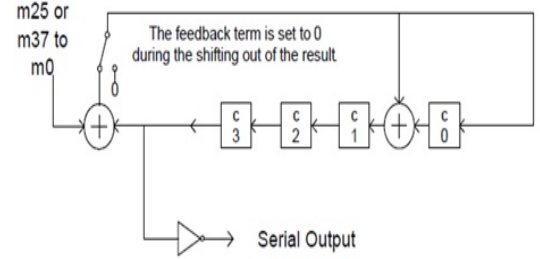 m25 or
m37 to
m0
The feedback term is set to 0
during the shifting out of the result
0
c
3
c
2
c
1
c
0
Serial Output